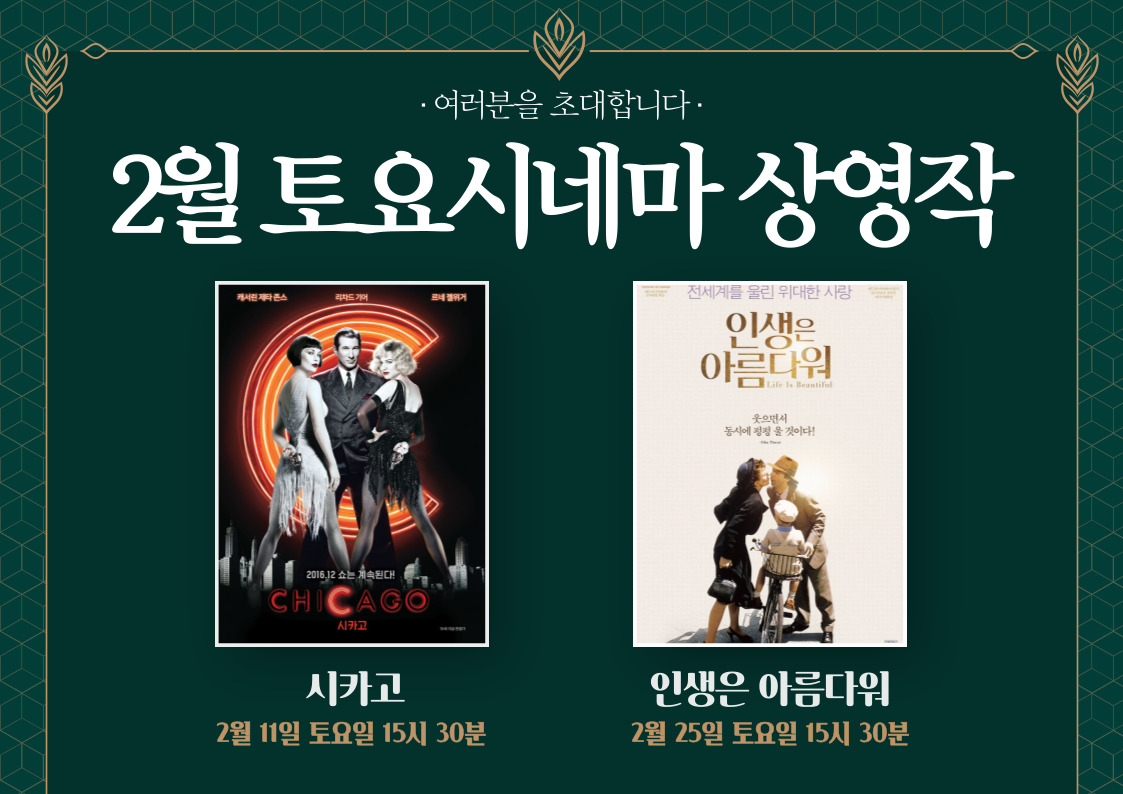 · 여러분을 초대합니다 ·
2월 토요시네마 상영작
캐서린 제타 존스 리차드 기어 르네 젤위거
2016.12 쇼는 계속된다!
CHICAGO
시카고
전세계를 울린 위대한 사랑
인생은
아름다워
Life Is Beautiful
웃으면서
동시에 펑펑 울 것이다!
시카고
2월 11일 토요일 15시 30분
인생은 아름다워
2월 25일 토요일 15시 30분